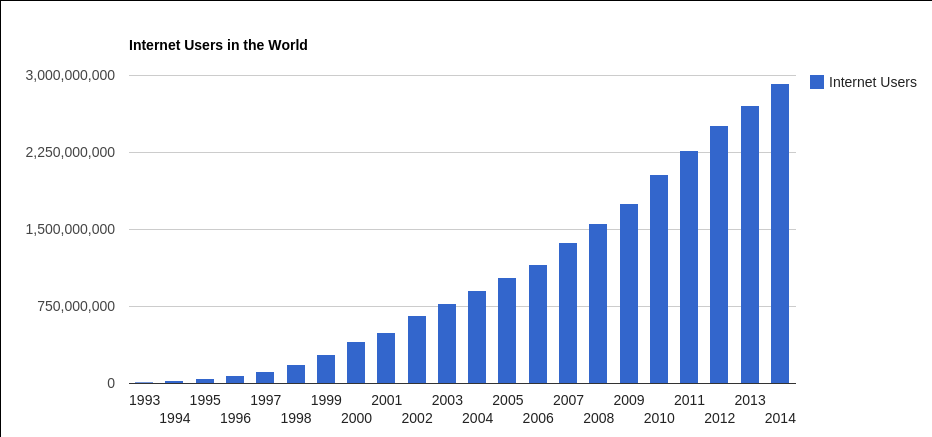 Internet Users in the World
3,000,000,000
Internet Users
2,250,000,000
1,500,000,000
750,000,000
0
1993 1995 1997 1999 2001 2003 2005 2007 2009 2011 2013
1994 1996 1998 2000 2002 2004 2006 2008 2010 2012 2014